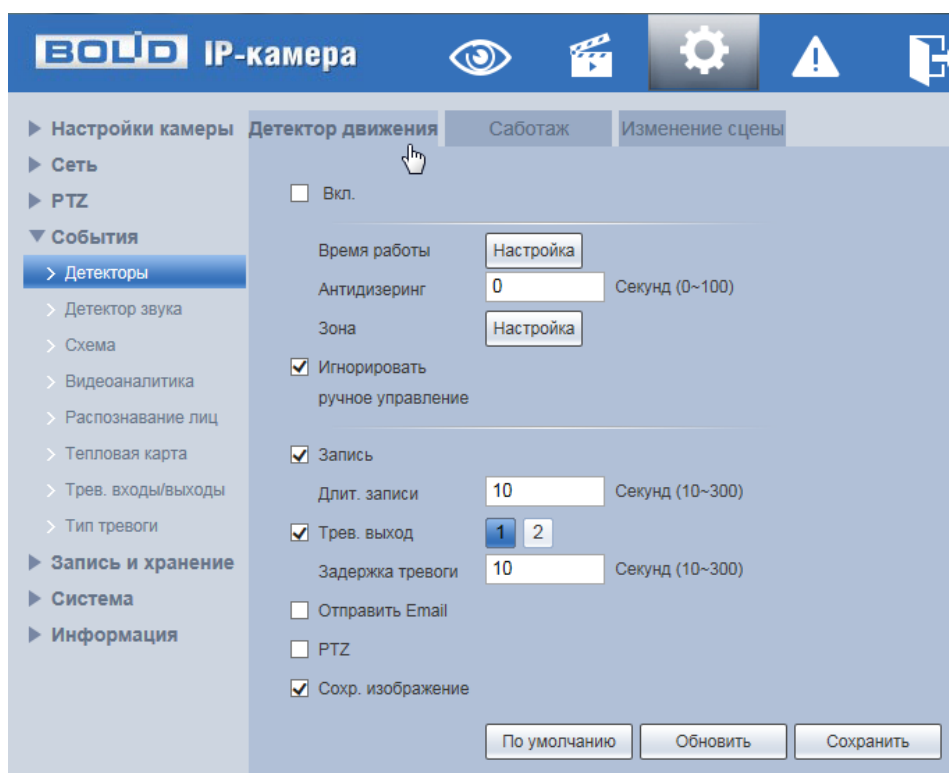 BOLID IP-камера
Настройки камеры
Сеть
PTZ
События
Детекторы
Детектор звука
Схема
Видеоаналитика
Распознавание лиц
Тепловая карта
Трев. входы/выходы
Тип тревоги
Запись и хранение
Система
Информация
Детектор движения Саботаж Изменение сцены
Вкл.
Время работы Настройка
Антидизеринг 0 Секунд (0~100)
Зона Настройка
Игнорировать
ручное управление
Запись
Длит. записи 10 Секунд (10~300)
Трев. выход 1 2
Задержка тревоги 10 Секунд (10~300)
Отправить Email
PTZ
Сохр. изображение
По умолчанию Обновить Сохранить